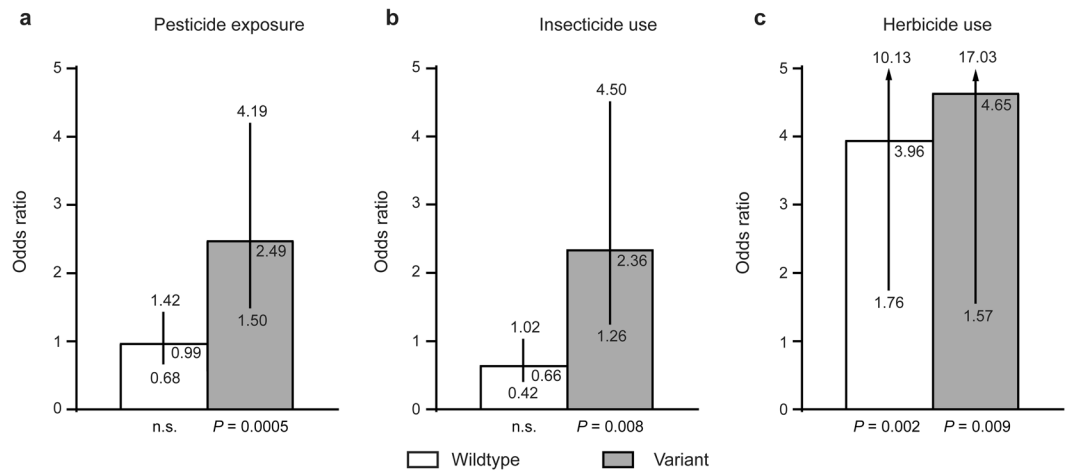 a
Pesticide exposure
Odds ratio
5
4
3
2
1
0
1.42
0.99
0.68
4.19
2.49
1.50
n.s.
P = 0.0005
b
Insecticide use
Odds ratio
5
4
3
2
1
0
1.02
0.66
0.42
4.50
2.36
1.26
n.s.
P = 0.008
c
Herbicide use
Odds ratio
5
4
3
2
1
0
10.13
3.96
1.76
17.03
4.65
1.57
P = 0.002
P = 0.009
Wildtype
Variant